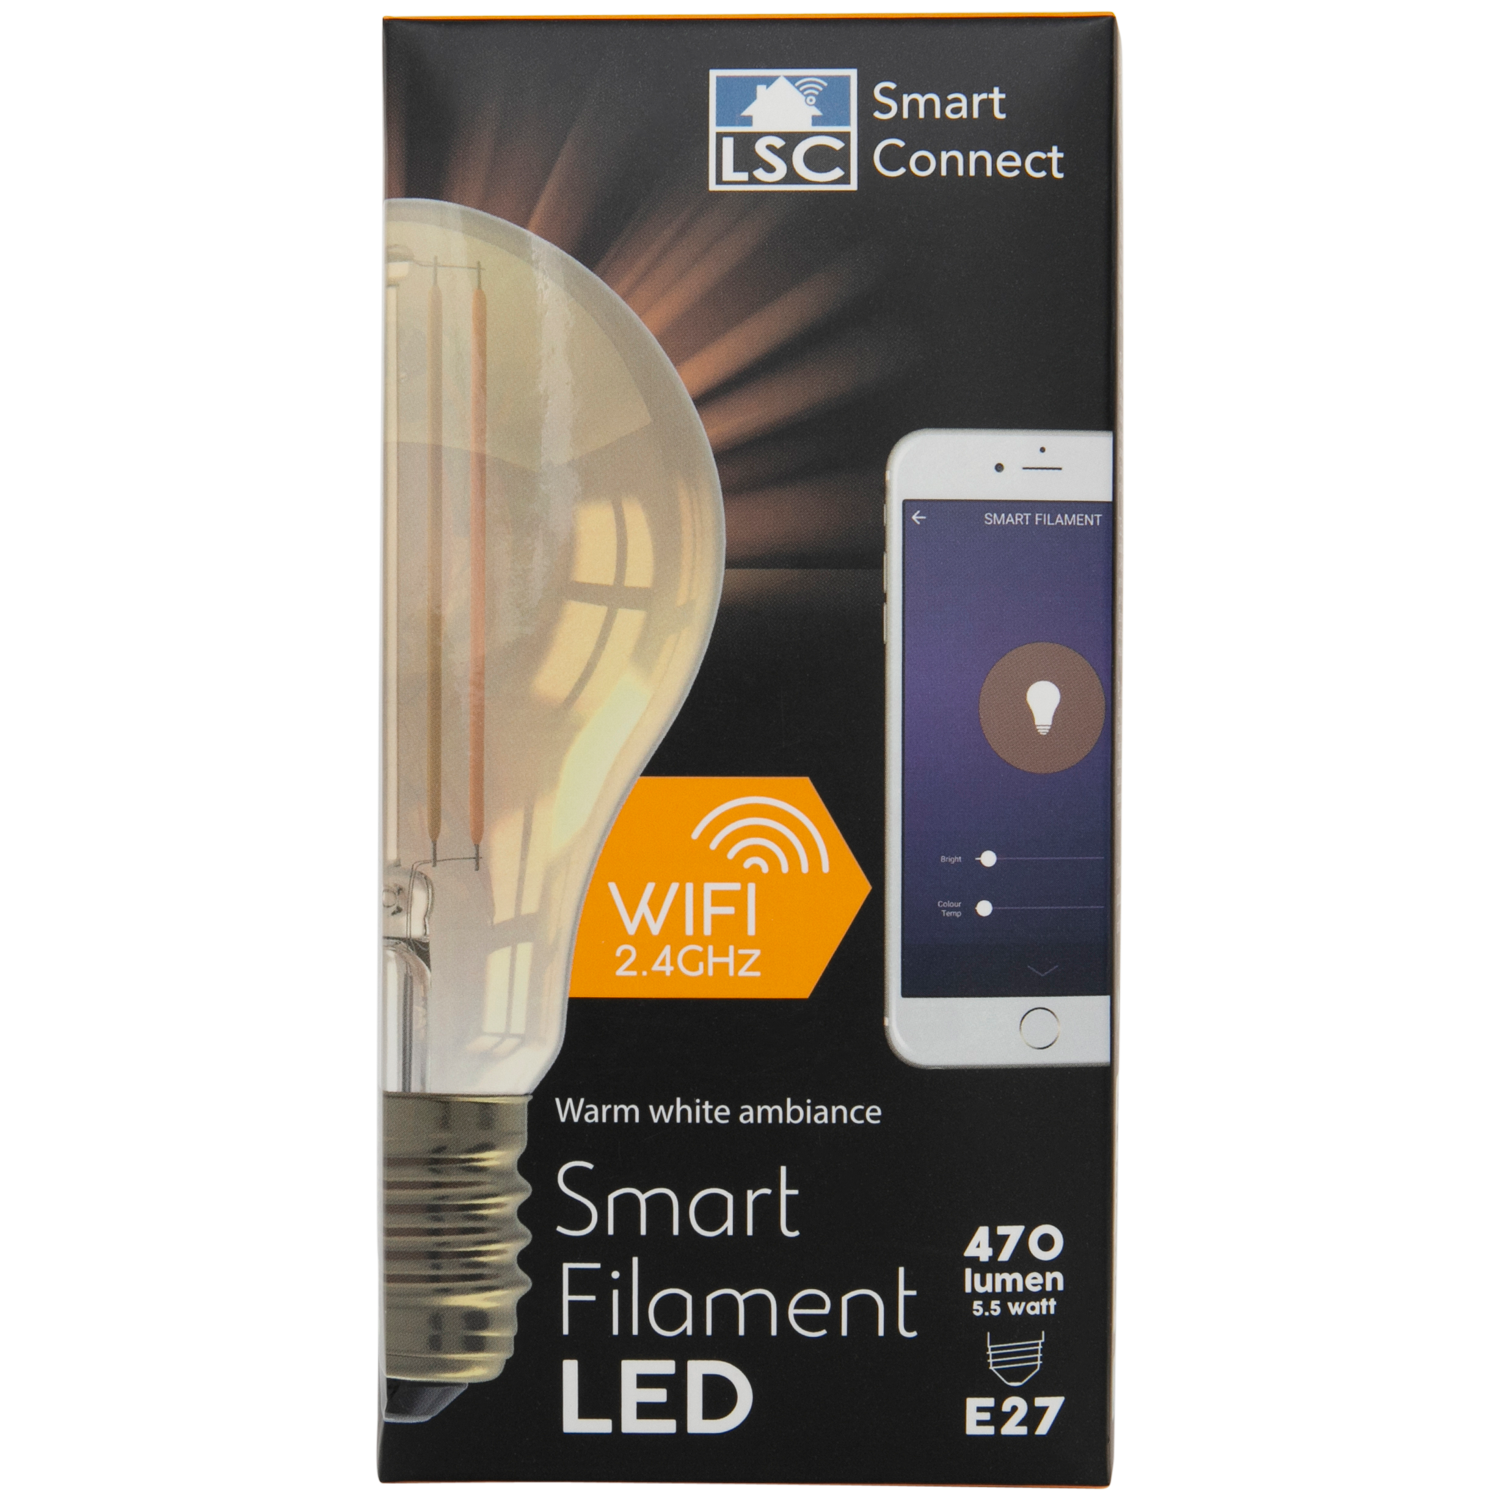 LSC
Smart
Connect
SMART FILAMENT
Bright
Colour
Temp
WIFI
2.4GHz
Warm white ambiance
Smart
Filament
LED
470
lumen
5.5 watt
E27